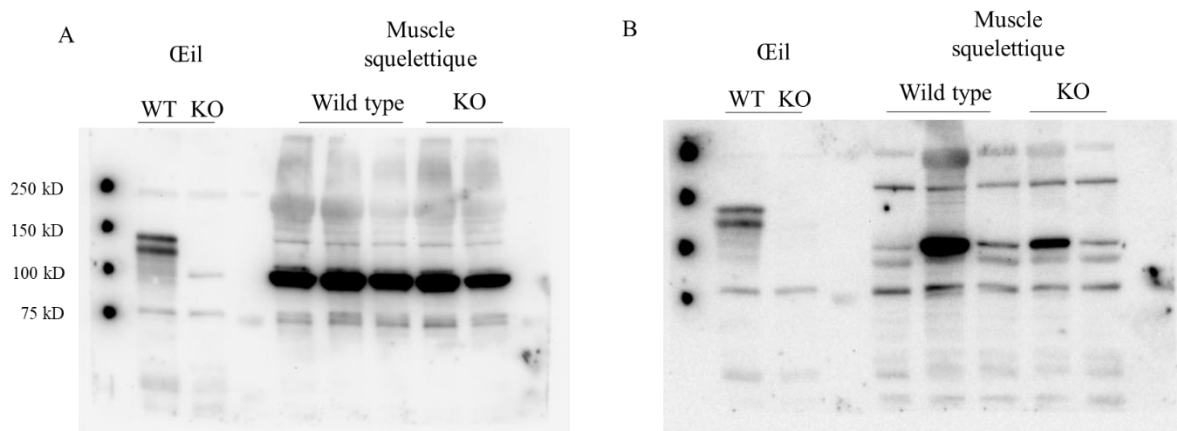 A
Œil
Muscle
squelettique
WT KO
Wild type
KO
250 kD
150 kD
100 kD
75 kD
B
Œil
Muscle
squelettique
WT KO
Wild type
KO